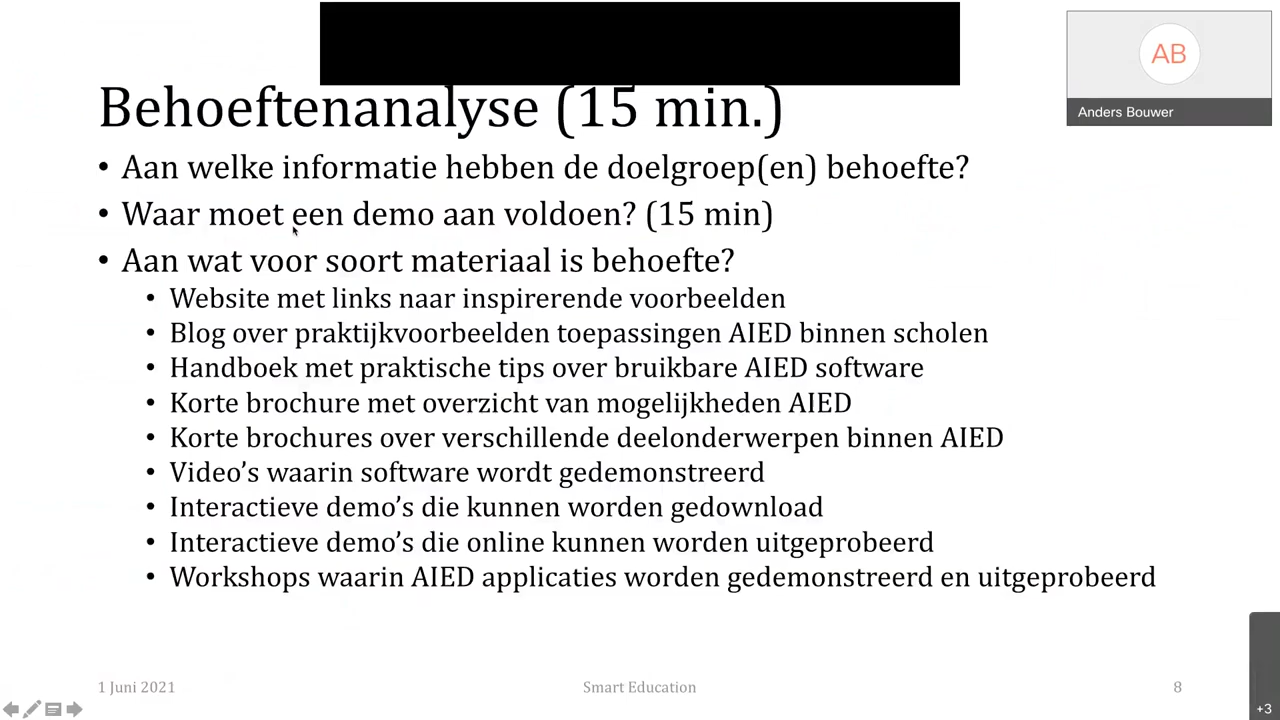 AB
Anders Bouwer
Behoeftenanalyse (15 min.)
• Aan welke informatie hebben de doelgroep(en) behoefte?
• Waar moet een demo aan voldoen? (15 min)
• Aan wat voor soort materiaal is behoefte?
• Website met links naar inspirerende voorbeelden
• Blog over praktijkvoorbeelden toepassingen AIED binnen scholen
• Handboek met praktische tips over bruikbare AIED software
• Korte brochure met overzicht van mogelijkheden AIED
• Korte brochures over verschillende deelonderwerpen binnen AIED
• Video’s waarin software wordt gedemonstreerd
• Interactieve demo’s die kunnen worden gedownload
• Interactieve demo’s die online kunnen worden uitgeprobeerd
• Workshops waarin AIED applicaties worden gedemonstreerd en uitgeprobeerd
1 Juni 2021
Smart Education
8
+3